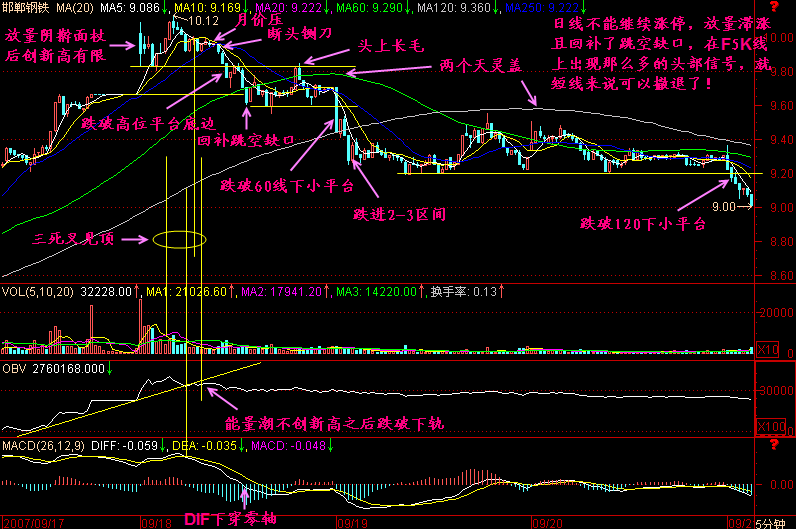 邯郸钢铁 MA(20) MA5: 9.086↓, MA10: 9.169↓, MA20: 9.222↓, MA60: 9.290↓, MA120: 9.360↓, MA250: 9.222↓
10.12
月价压
放量阴擀面杖
后创新高有限
断头铡刀
头上长毛
两个天灵盖
日线不能继续涨停，放量滞涨
且回补了跳空缺口，在F5K线
上出现那么多的头部信号，就
短线来说可以撤退了！
10.00
9.80
9.60
9.40
9.20
9.00
8.80
8.60
跌破高位平台底边
回补跳空缺口
跌破60线下小平台
跌进2-3区间
跌破120下小平台
9.00
三死叉见顶
VOL(5,10,20) 32228.00↑, MA1: 21026.60↑, MA2: 17941.20↑, MA3: 14220.00↑, 换手率: 0.13↑
20000
X10
OBV 2760168.000↓
30000
X100
能量潮不创新高之后跌破下轨
MACD(26,12,9) DIFF: -0.059↓, DEA: -0.035↓, MACD: -0.048↓
0.00
DIF下穿零轴
2007/09/17 09/18 09/19 09/20 09/2
5分钟